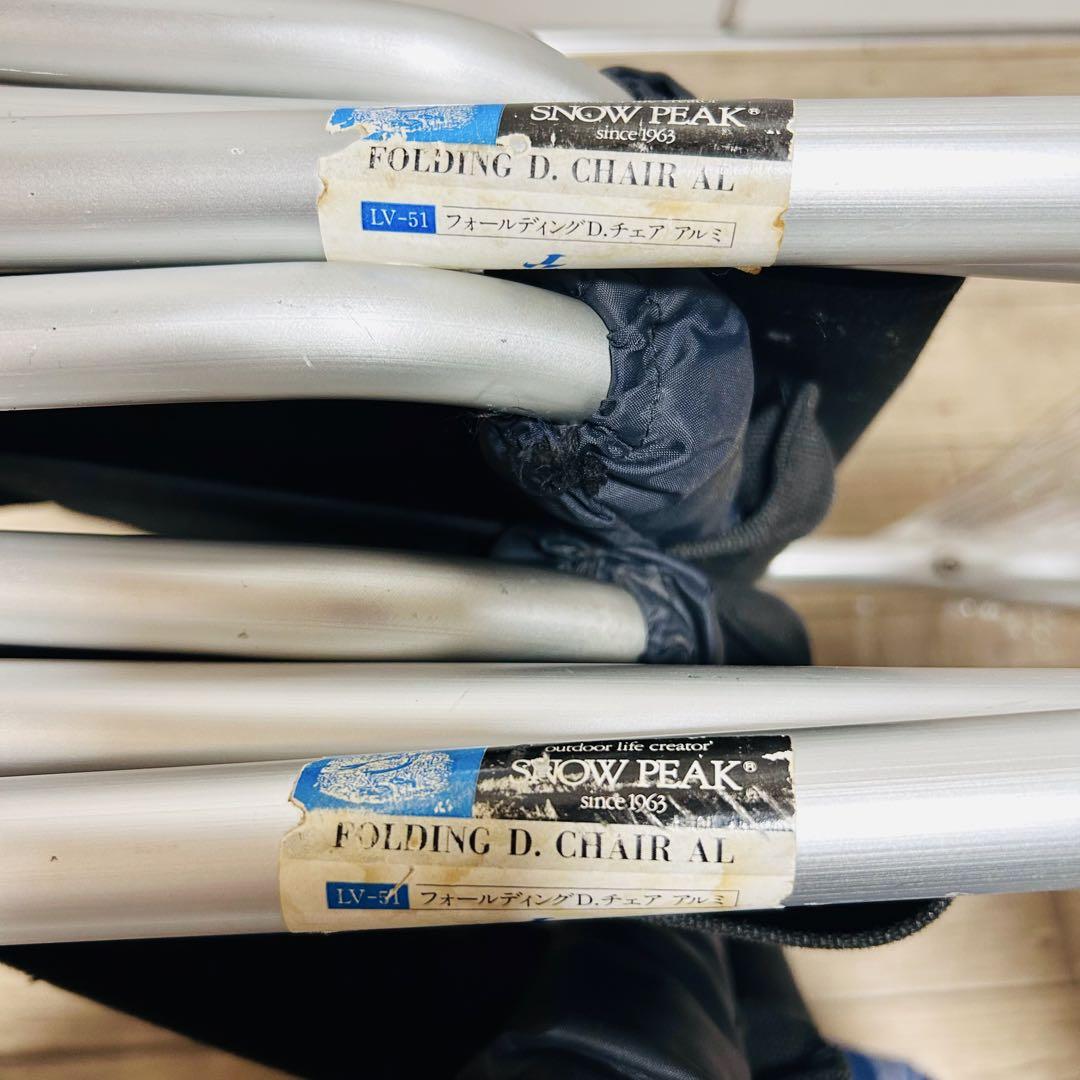 SNOW PEAK®
since 1963
FOLDING D. CHAIR AL
LV-51 フォールディングD.チェア アルミ
outdoor life creator
SNOW PEAK®
since 1963
FOLDING D. CHAIR AL
LV-51 フォールディングD.チェア アルミ